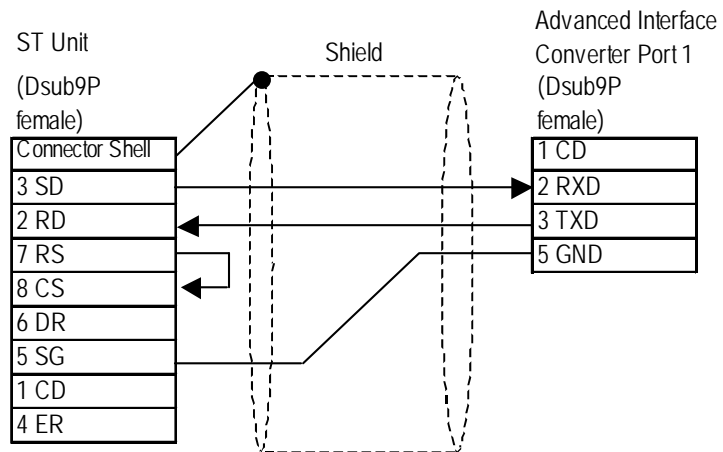 ST Unit
(Dsub9P
female)
Connector Shell
3 SD
2 RD
7 RS
8 CS
6 DR
5 SG
1 CD
4 ER
Shield
Advanced Interface
Converter Port 1
(Dsub9P
female)
1 CD
2 RXD
3 TXD
5 GND